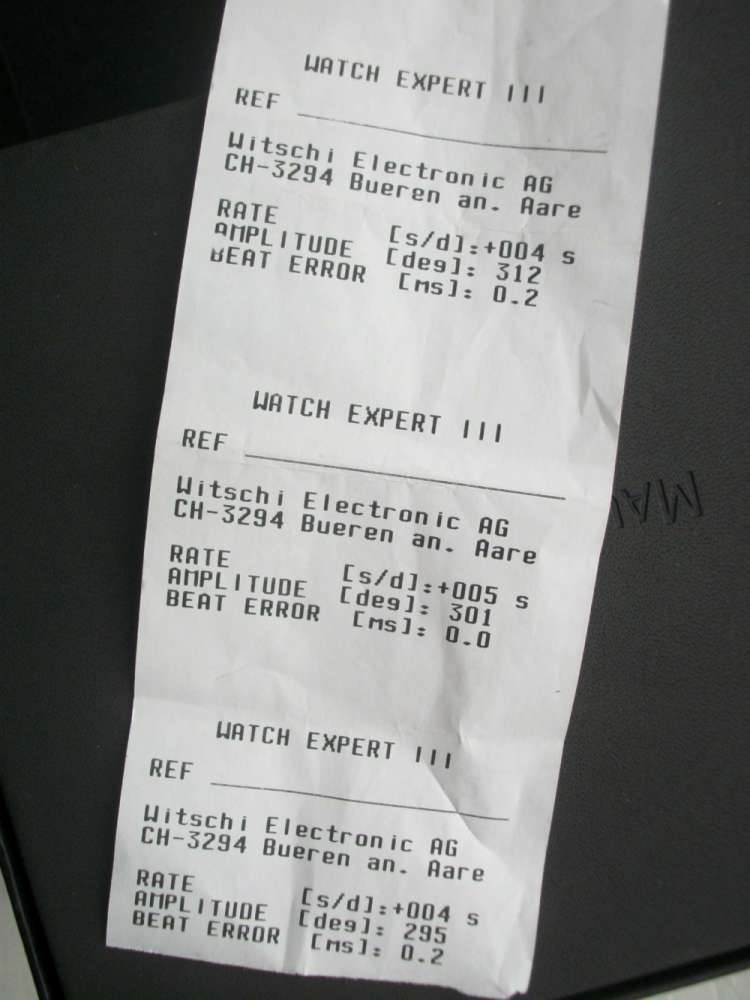 WATCH EXPERT III
REF
Witschi Electronic AG
CH-3294 Bueren an. Aare
RATE [s/d]:+004 s
AMPLITUDE [deg]: 312
BEAT ERROR [ms]: 0.2
WATCH EXPERT III
REF
Witschi Electronic AG
CH-3294 Bueren an. Aare
RATE [s/d]:+005 s
AMPLITUDE [deg]: 301
BEAT ERROR [ms]: 0.0
WATCH EXPERT III
REF
Witschi Electronic AG
CH-3294 Bueren an. Aare
RATE [s/d]:+004 s
AMPLITUDE [deg]: 295
BEAT ERROR [ms]: 0.2